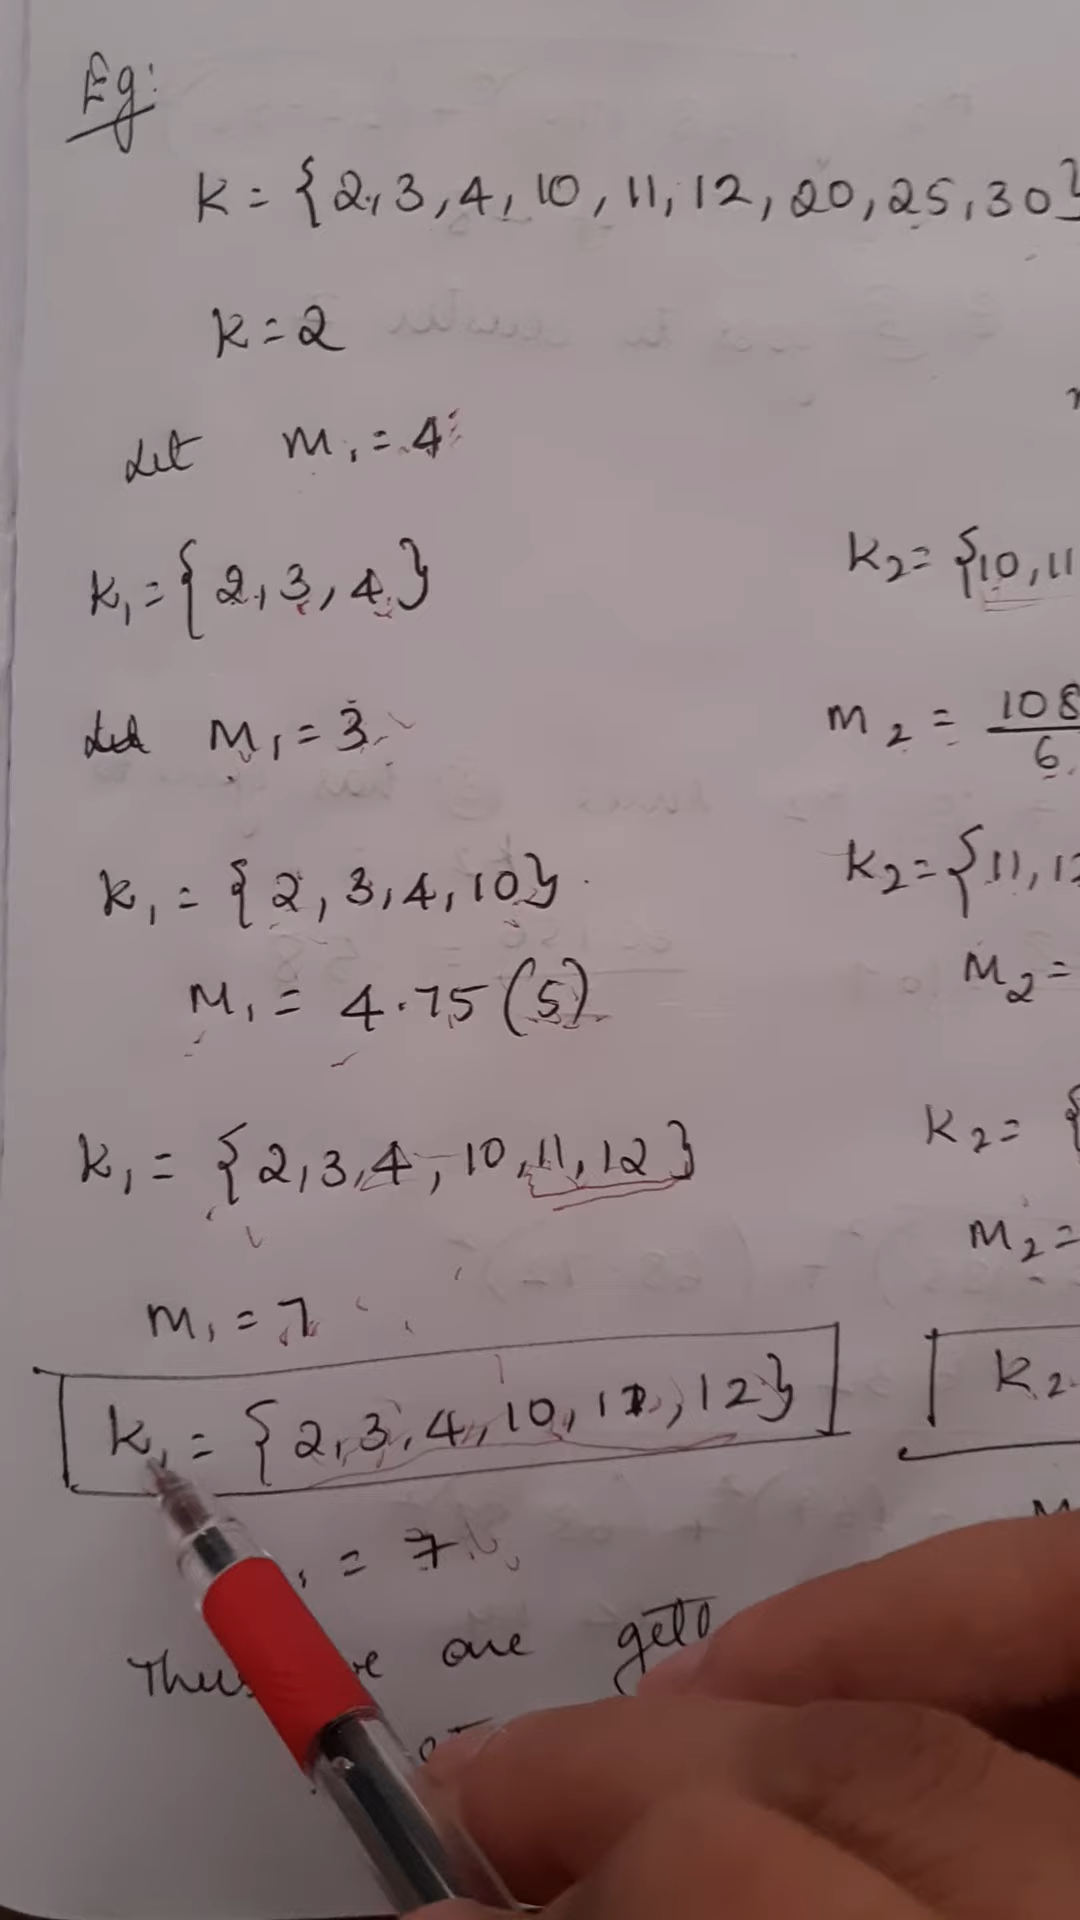 Eg:
K = {2, 3, 4, 10, 11, 12, 20, 25, 30}
K = 2
Let m₁ = 4
K₁ = {2, 3, 4} K₂ = {10, 11
Let M₁ = 3 m₂ = 108/6
K₁ = {2, 3, 4, 10} K₂ = {11, 1
M₁ = 4.75 (5) M₂ =
K₁ = {2, 3, 4, 10, 11, 12} K₂ = {
M₁ = 7 M₂ =
K₁ = {2, 3, 4, 10, 11, 12} K₂
₁ = 7 M
Thus are